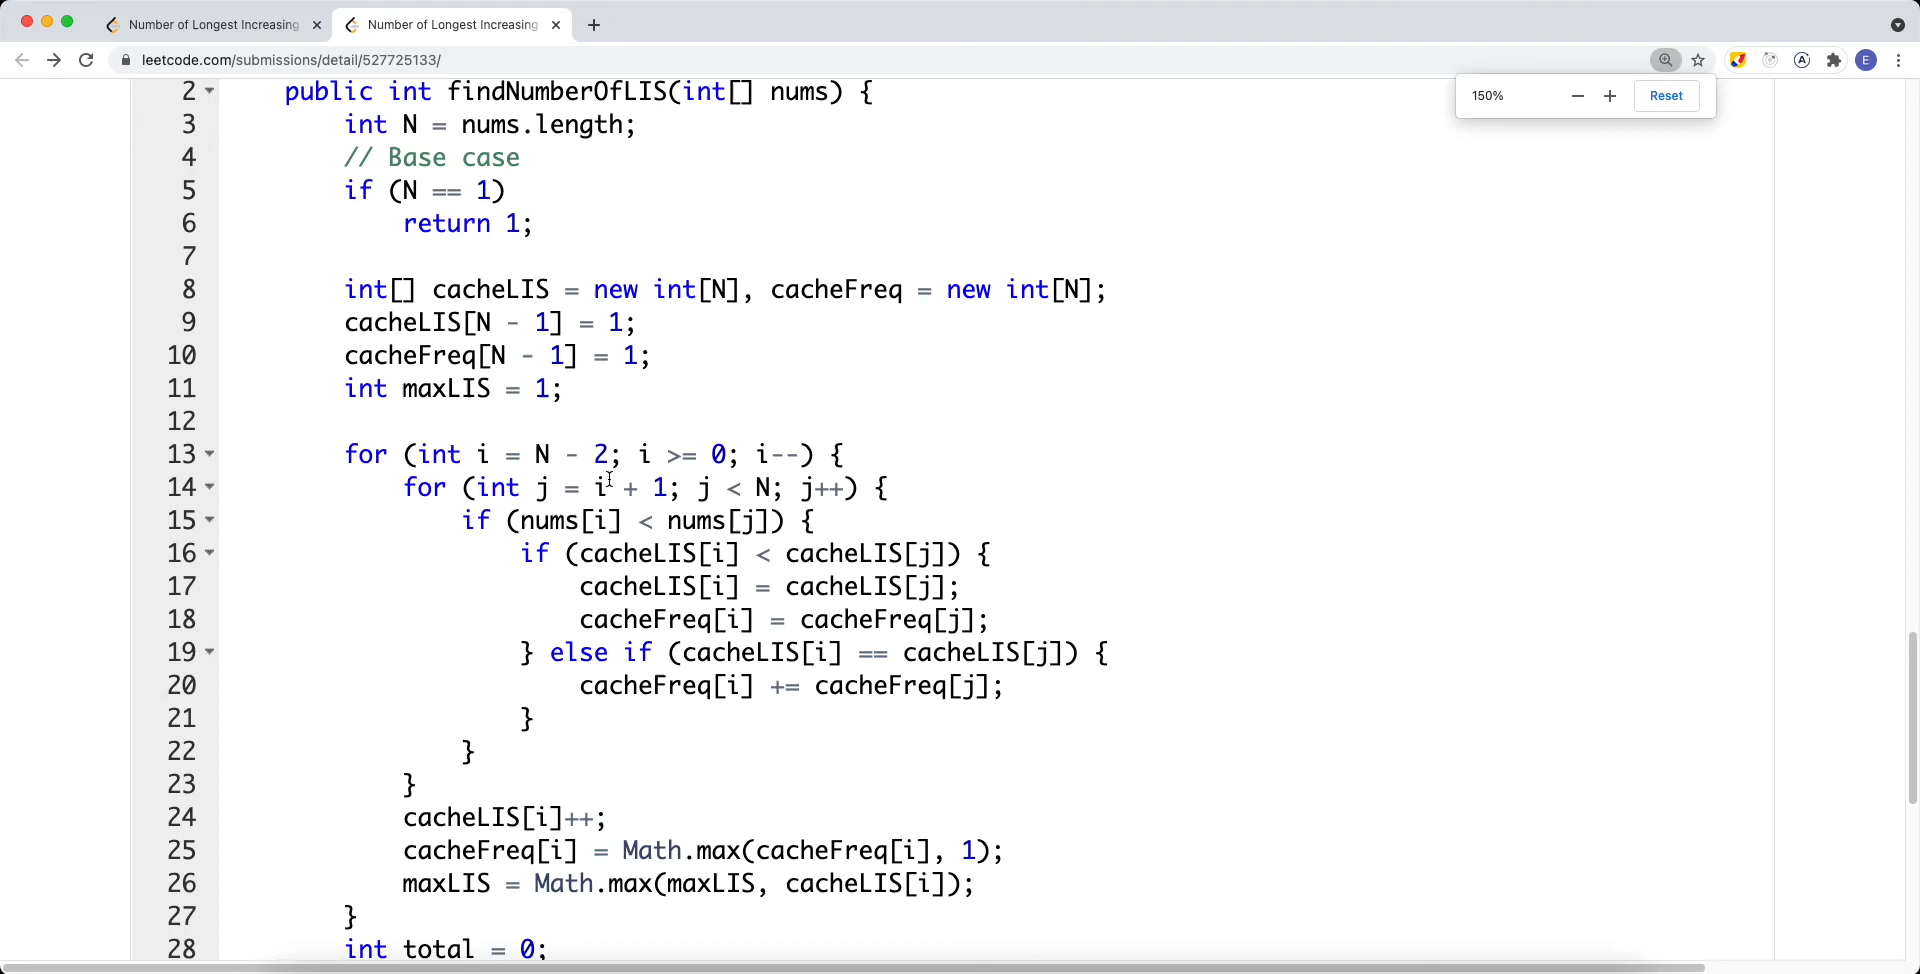 Number of Longest Increasing
Number of Longest Increasing
leetcode.com/submissions/detail/527725133/
E
150%
Reset
2 public int findNumberOfLIS(int[] nums) {
3 int N = nums.length;
4 // Base case
5 if (N == 1)
6 return 1;
7
8 int[] cacheLIS = new int[N], cacheFreq = new int[N];
9 cacheLIS[N - 1] = 1;
10 cacheFreq[N - 1] = 1;
11 int maxLIS = 1;
12
13 for (int i = N - 2; i >= 0; i--) {
14 for (int j = i + 1; j < N; j++) {
15 if (nums[i] < nums[j]) {
16 if (cacheLIS[i] < cacheLIS[j]) {
17 cacheLIS[i] = cacheLIS[j];
18 cacheFreq[i] = cacheFreq[j];
19 } else if (cacheLIS[i] == cacheLIS[j]) {
20 cacheFreq[i] += cacheFreq[j];
21 }
22 }
23 }
24 cacheLIS[i]++;
25 cacheFreq[i] = Math.max(cacheFreq[i], 1);
26 maxLIS = Math.max(maxLIS, cacheLIS[i]);
27 }
28 int total = 0;